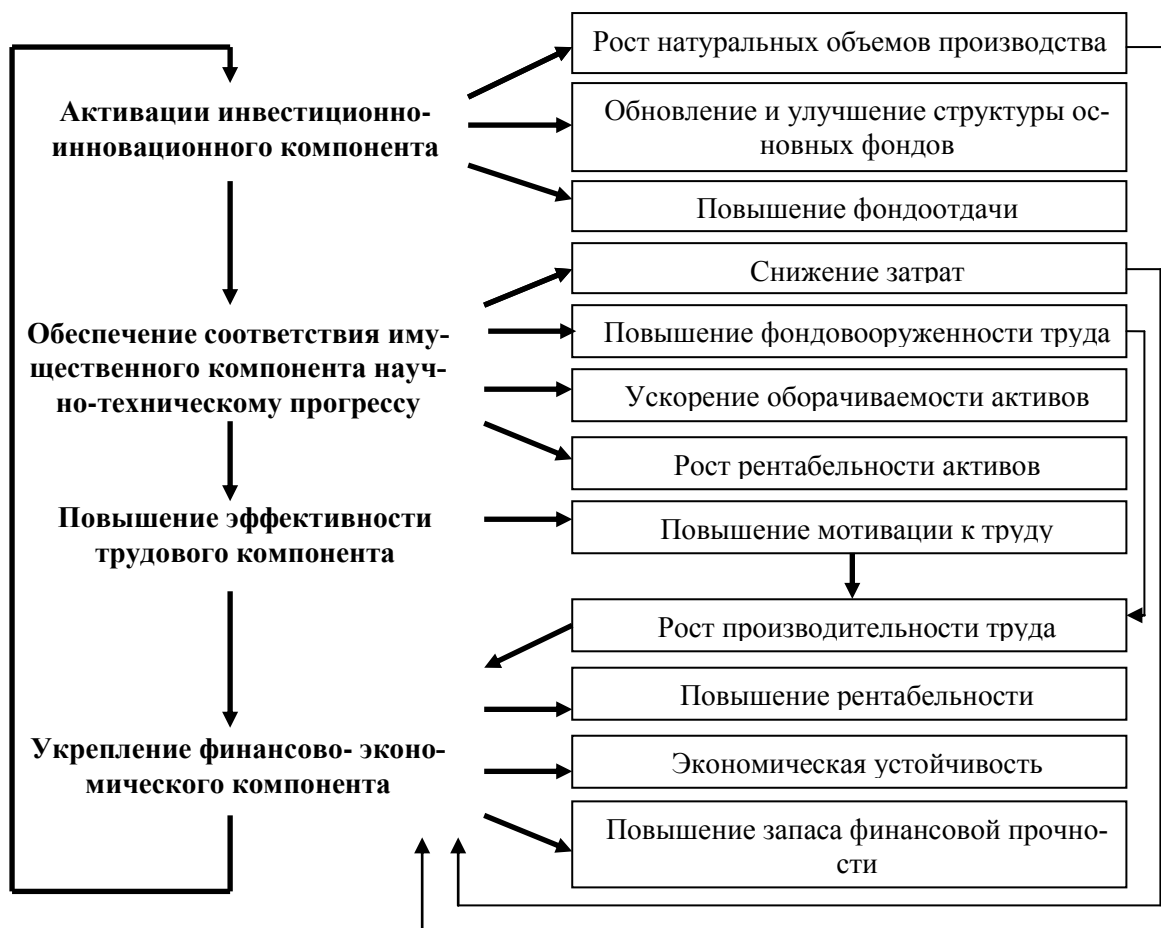 Рост натуральных объемов производства
Активации инвестиционно-
инновационного компонента
Обновление и улучшение структуры ос-
новных фондов
Повышение фондоотдачи
Снижение затрат
Обеспечение соответствия иму-
щественного компонента науч-
но-техническому прогрессу
Повышение фондовооруженности труда
Ускорение оборачиваемости активов
Рост рентабельности активов
Повышение эффективности
трудового компонента
Повышение мотивации к труду
Рост производительности труда
Повышение рентабельности
Укрепление финансово- эконо-
мического компонента
Экономическая устойчивость
Повышение запаса финансовой прочно-
сти